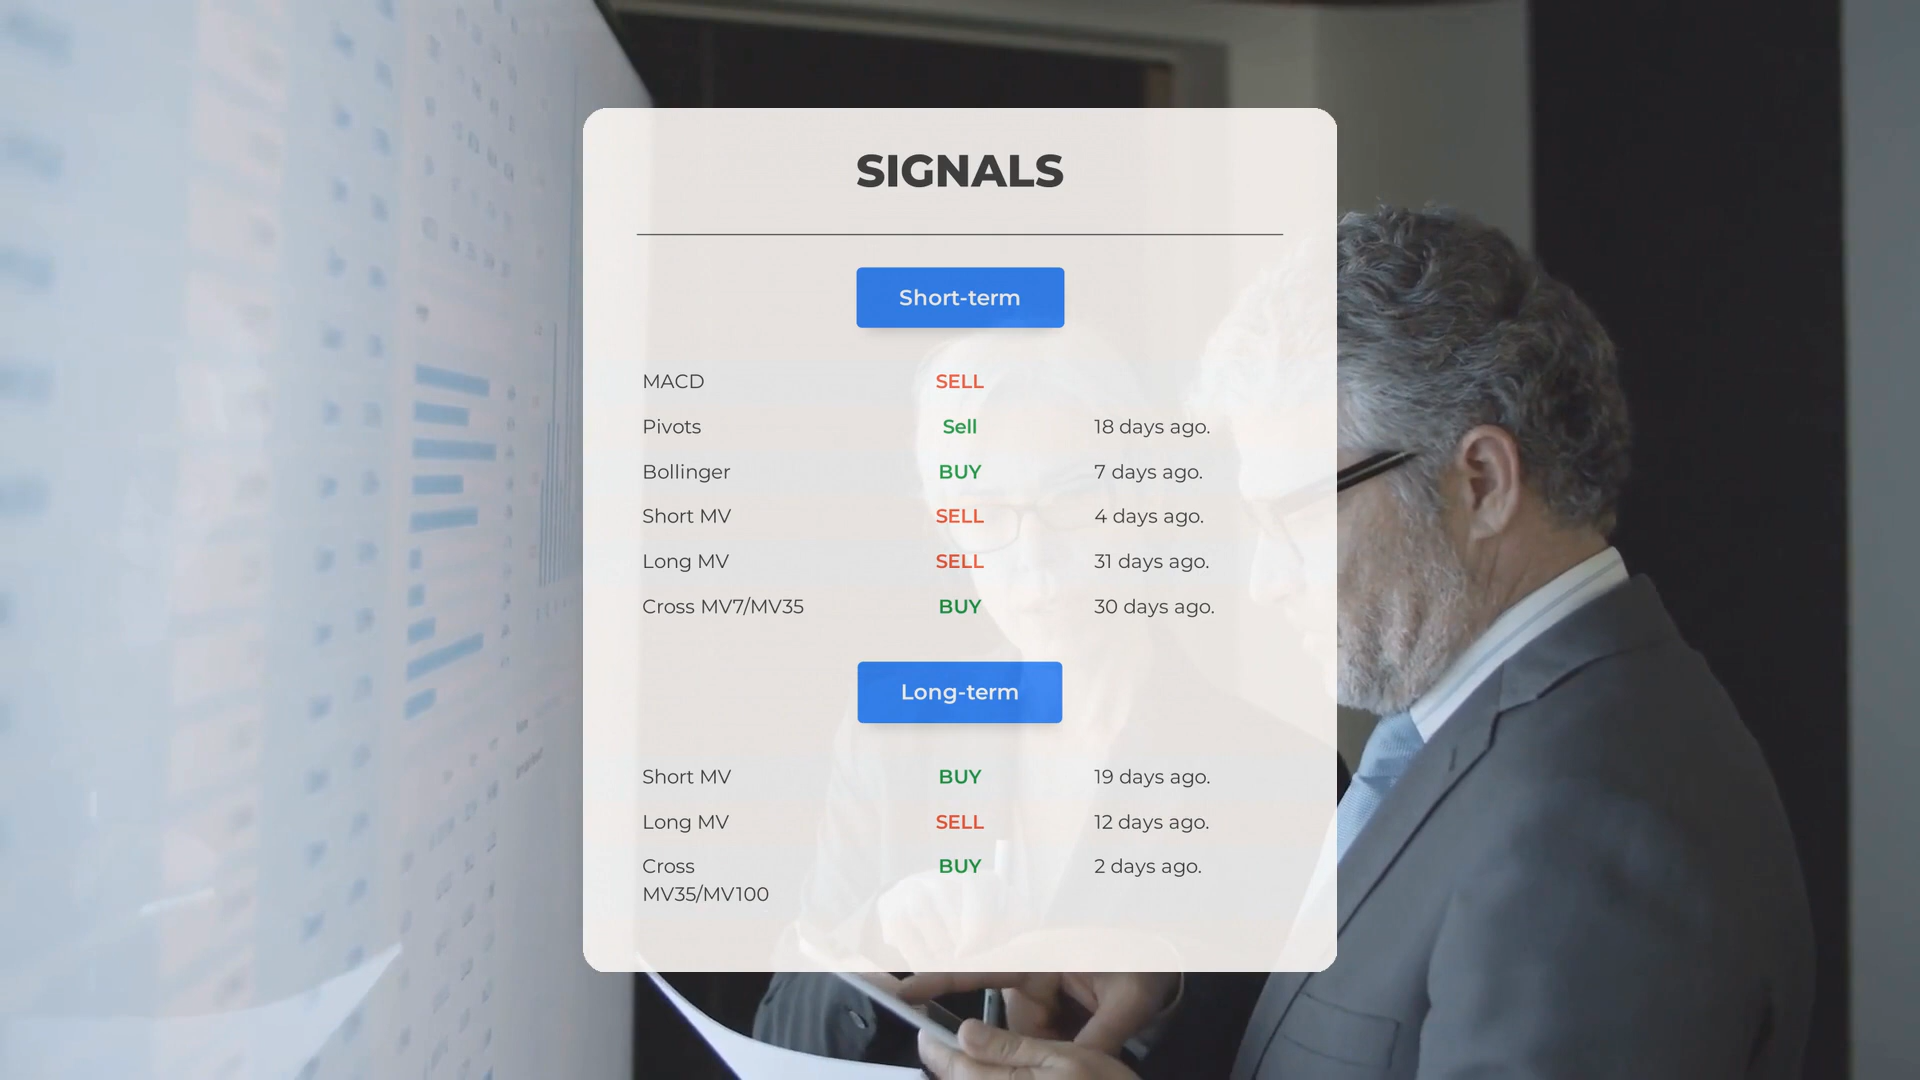 SIGNALS
Short-term
MACD SELL
Pivots Sell 18 days ago.
Bollinger BUY 7 days ago.
Short MV SELL 4 days ago.
Long MV SELL 31 days ago.
Cross MV7/MV35 BUY 30 days ago.
Long-term
Short MV BUY 19 days ago.
Long MV SELL 12 days ago.
Cross BUY 2 days ago.
MV35/MV100